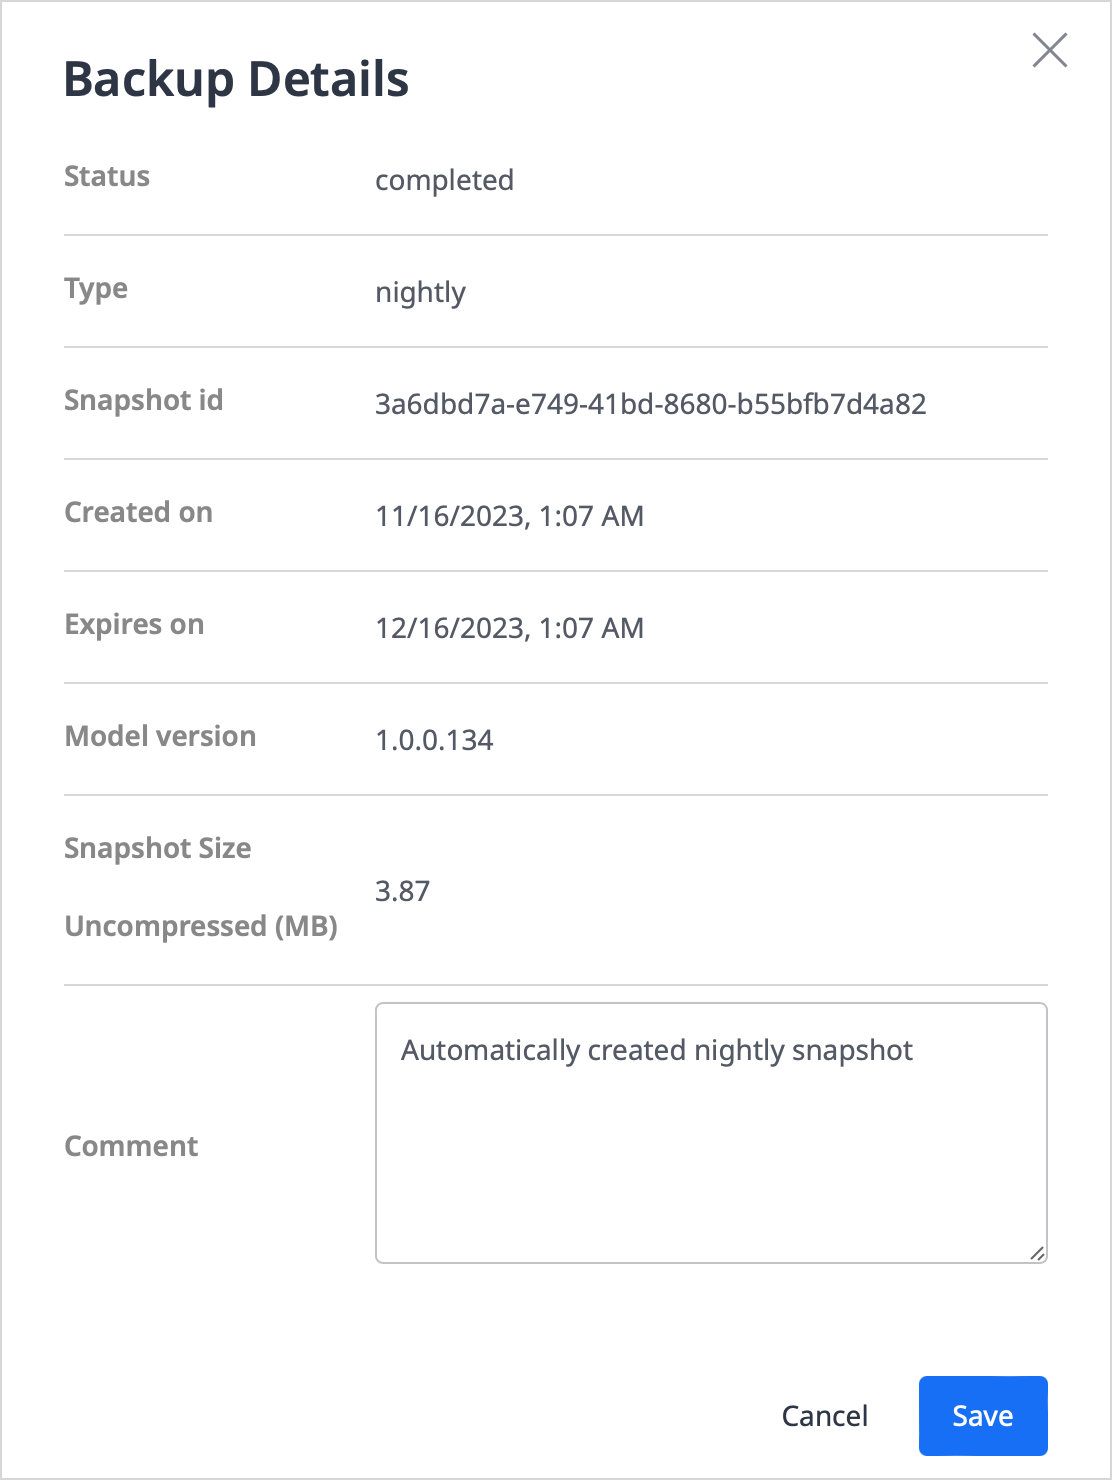 Backup Details
Status completed
Type nightly
Snapshot id 3a6dbd7a-e749-41bd-8680-b55bfb7d4a82
Created on 11/16/2023, 1:07 AM
Expires on 12/16/2023, 1:07 AM
Model version 1.0.0.134
Snapshot Size
Uncompressed (MB)
3.87
Comment
Automatically created nightly snapshot
Cancel Save